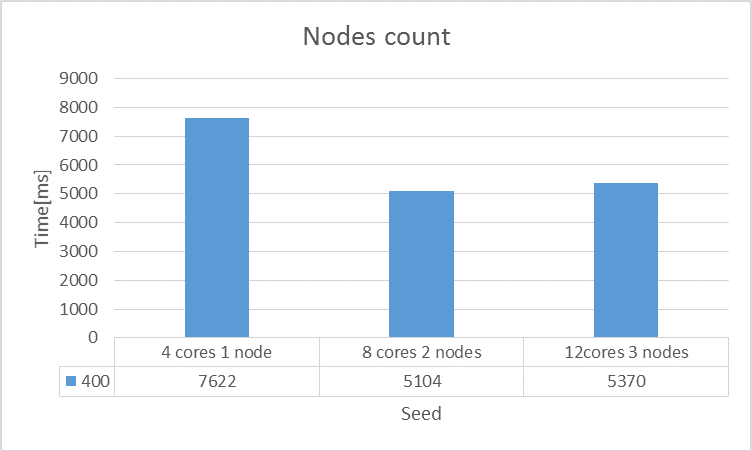 Nodes count
9000
8000
7000
6000
5000
4000
3000
2000
1000
0
Time[ms]
4 cores 1 node 8 cores 2 nodes 12cores 3 nodes
400 7622 5104 5370
Seed